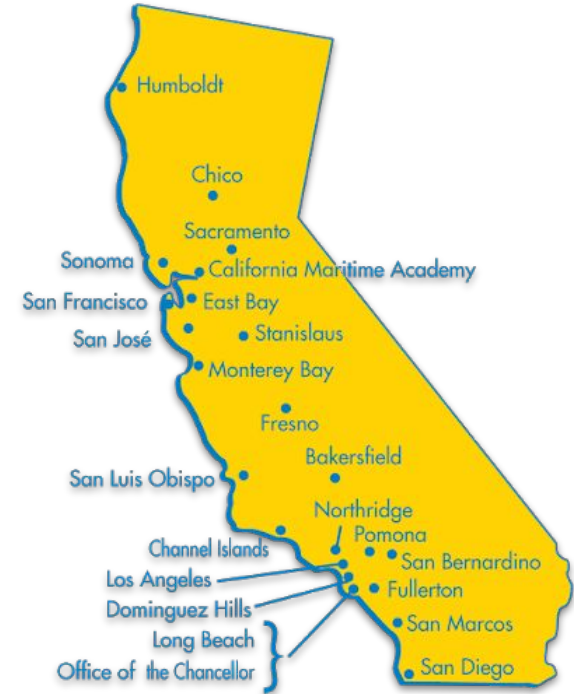 Humboldt
Chico
Sacramento
Sonoma
California Maritime Academy
San Francisco
East Bay
San José
Stanislaus
Monterey Bay
Fresno
Bakersfield
San Luis Obispo
Northridge
Pomona
Channel Islands
San Bernardino
Los Angeles
Fullerton
Dominguez Hills
San Marcos
Long Beach
Office of the Chancellor
San Diego